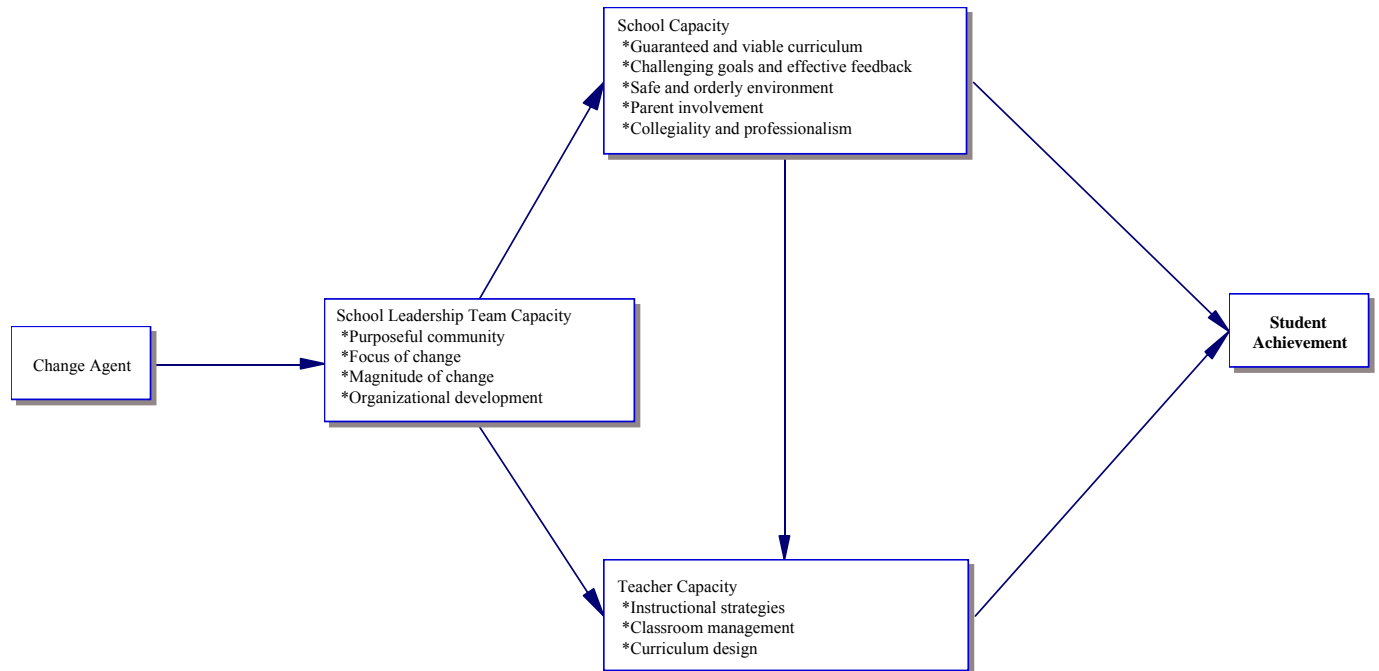 School Capacity
*Guaranteed and viable curriculum
*Challenging goals and effective feedback
*Safe and orderly environment
*Parent involvement
*Collegiality and professionalism
Change Agent
School Leadership Team Capacity
*Purposeful community
*Focus of change
*Magnitude of change
*Organizational development
Student
Achievement
Teacher Capacity
*Instructional strategies
*Classroom management
*Curriculum design